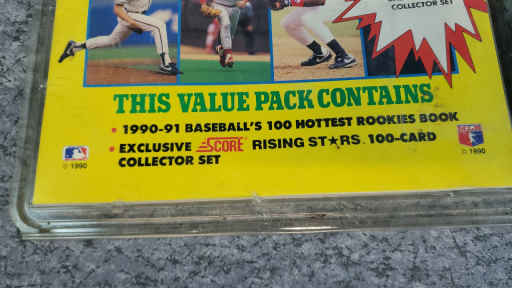 COLLECTOR SET
THIS VALUE PACK CONTAINS
• 1990-91 BASEBALL'S 100 HOTTEST ROOKIES BOOK
• EXCLUSIVE SCORE RISING ST★RS. 100-CARD
COLLECTOR SET
© 1990
© 1990